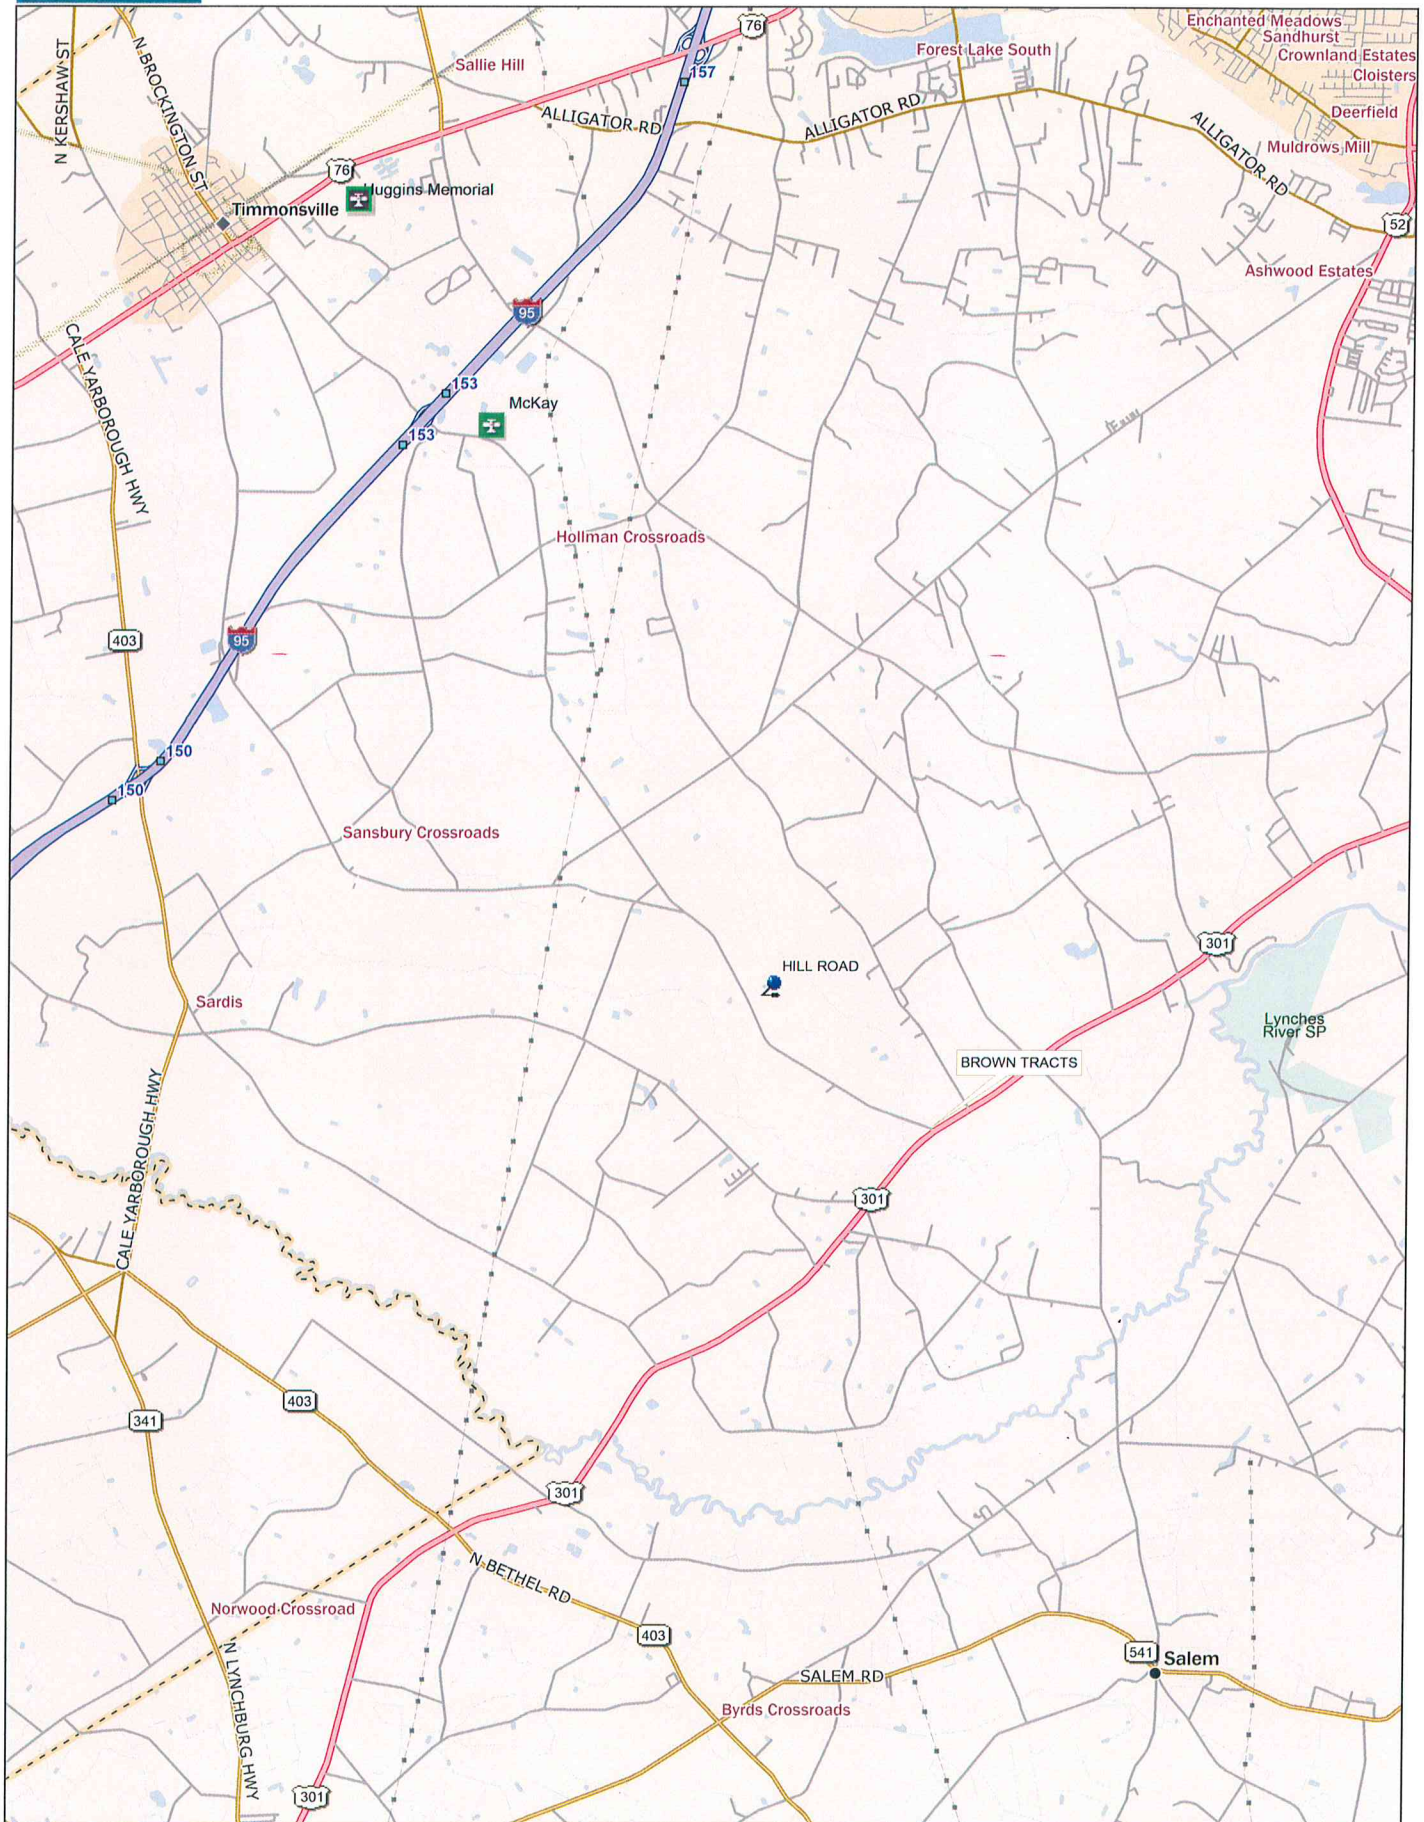 Enchanted Meadows
Sandhurst
Crownland Estates
Cloisters
Deerfield
Muldrows Mill
76
Forest Lake South
N KERSHAW ST
N BROCKINGTON ST
Sallie Hill
157
ALLIGATOR RD
ALLIGATOR RD
ALLIGATOR RD
76
Huggins Memorial
Timmonsville
52
Ashwood Estates
95
CALE YARBOROUGH HWY
153
McKay
153
Hollman Crossroads
403
95
150
150
Sansbury Crossroads
301
HILL ROAD
Sardis
Lynches
River SP
BROWN TRACTS
CALE YARBOROUGH HWY
301
403
341
301
N BETHEL RD
Norwood Crossroad
403
N LYNCHBURG HWY
541
Salem
SALEM RD
Byrds Crossroads
301